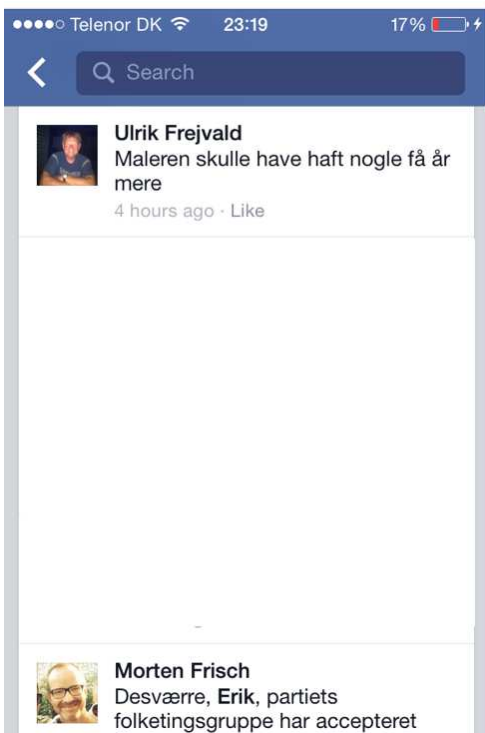 Telenor DK 23:19 17%
Search
Ulrik Frejvald
Maleren skulle have haft nogle få år
mere
4 hours ago · Like
Morten Frisch
Desværre, Erik, partiets
folketingsgruppe har accepteret